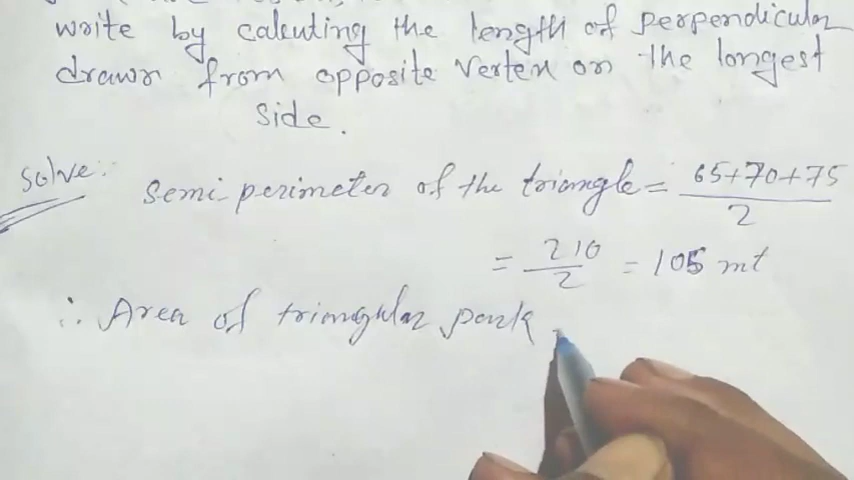 write by calcuting the length of perpendicular
drawn from opposite vertex on the longest
side.
Solve:
Semi-perimeter of the triangle = 65+70+75
2
= 210
2
= 105 mt
∴ Area of triangular park